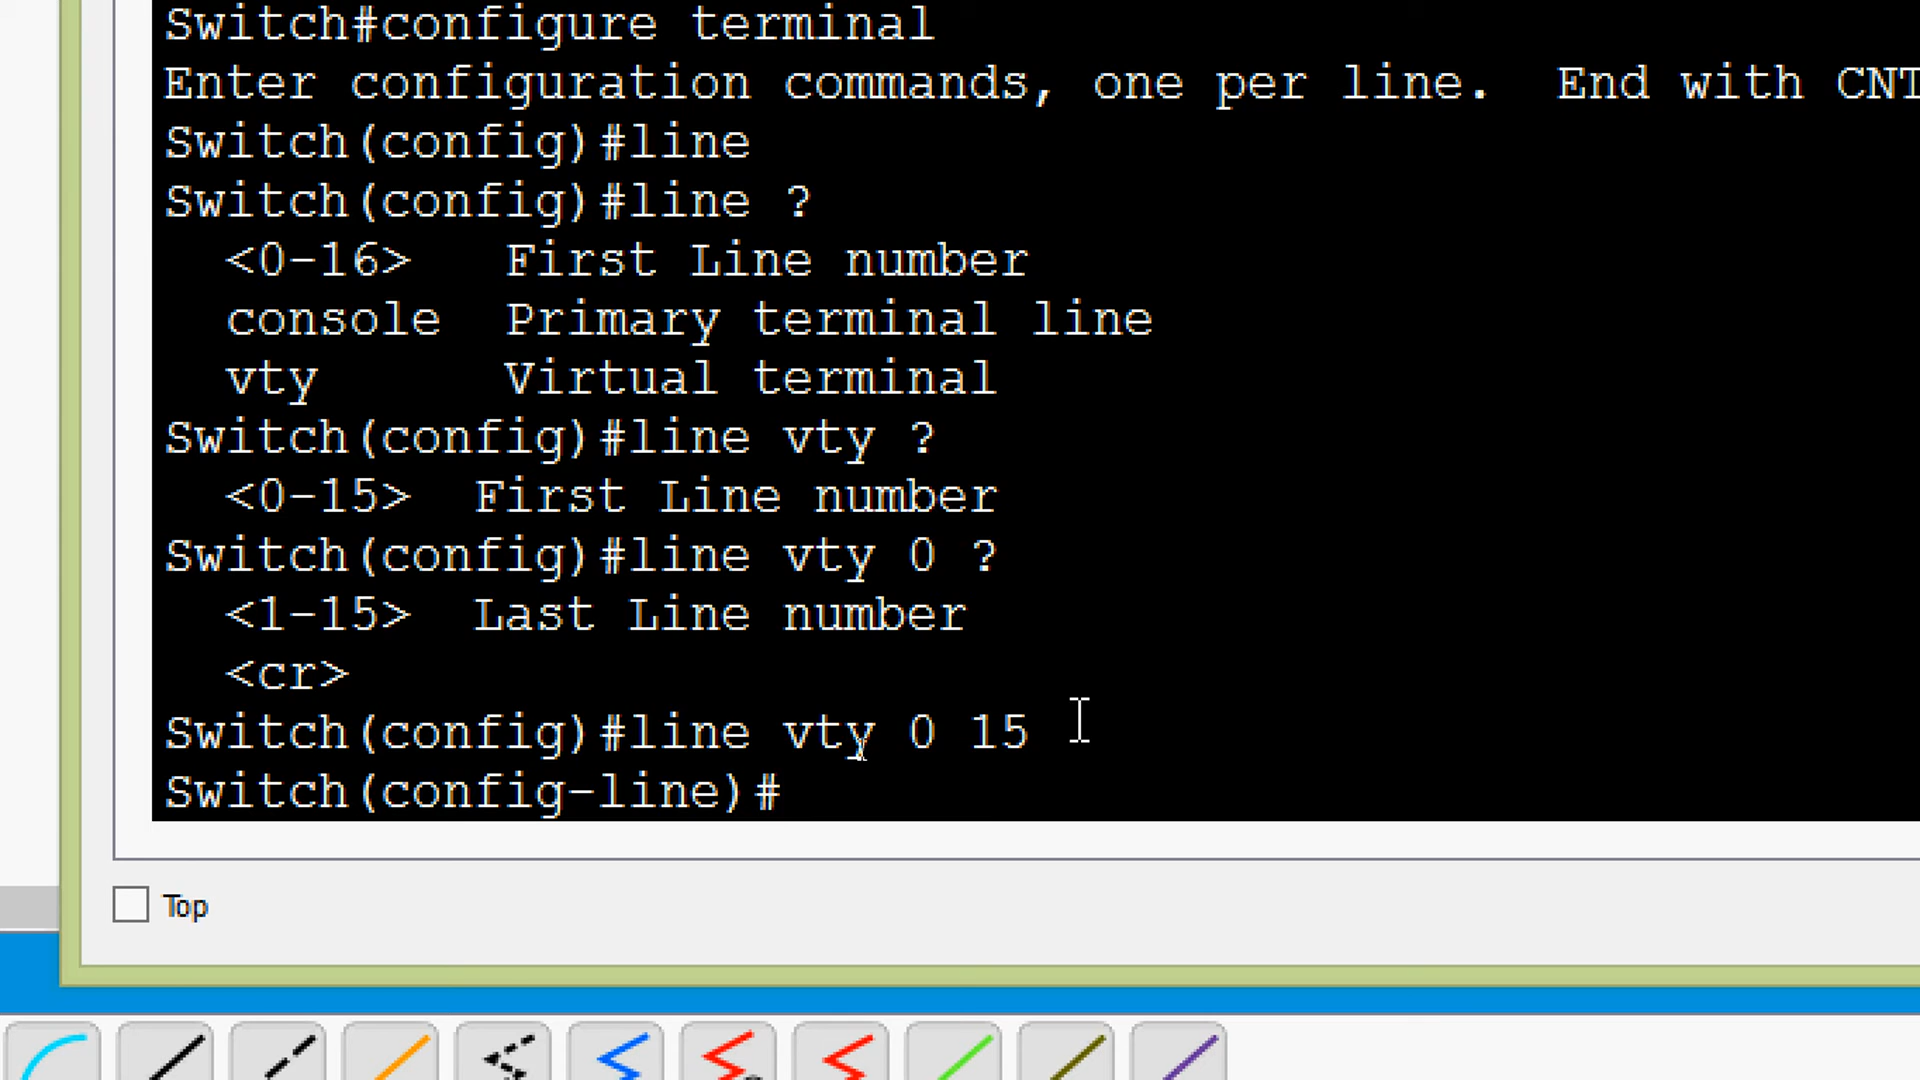 Switch#configure terminal
Enter configuration commands, one per line.  End with CNT
Switch(config)#line
Switch(config)#line ?
  <0-16>   First Line number
  console  Primary terminal line
  vty      Virtual terminal
Switch(config)#line vty ?
  <0-15>  First Line number
Switch(config)#line vty 0 ?
  <1-15>  Last Line number
  <cr>
Switch(config)#line vty 0 15
Switch(config-line)#
Top